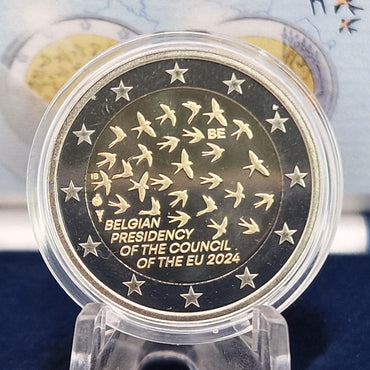 BE
BELGIAN
PRESIDENCY
OF THE COUNCIL
OF THE EU 2024